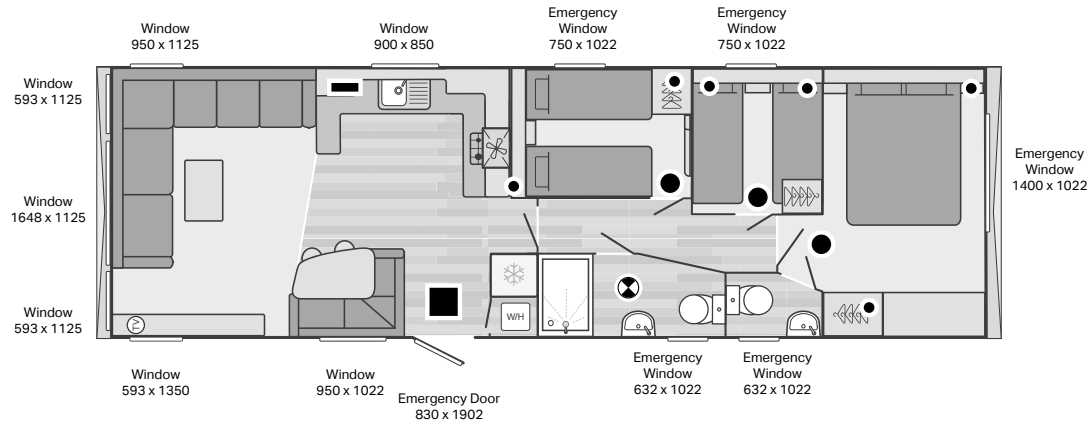 Window
950 x 1125
Window
900 x 850
Emergency
Window
750 x 1022
Emergency
Window
750 x 1022
Window
593 x 1125
Window
1648 x 1125
Window
593 x 1125
Emergency
Window
1400 x 1022
W/H
TV
Window
593 x 1350
Window
950 x 1022
Emergency Door
830 x 1902
Emergency
Window
632 x 1022
Emergency
Window
632 x 1022